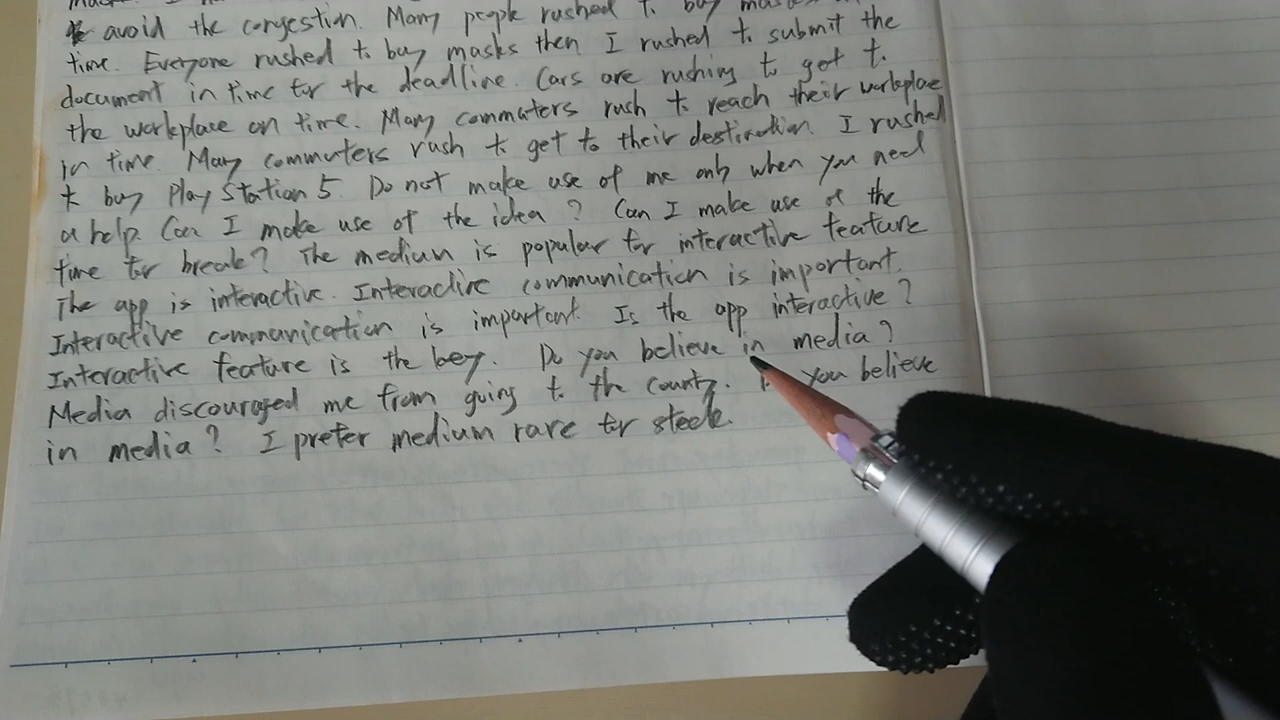 avoid the congestion. Many people rushed to buy
time. Everyone rushed to buy masks then I rushed to submit the
document in time for the deadline. Cars are rushing to get to
the workplace on time. Many commuters rush to reach their workplace
in time. Many commuters rush to get to their destination. I rushed
to buy PlayStation 5. Do not make use of me only when you need
a help. Can I make use of the idea? Can I make use of the
time for break? The medium is popular for interactive feature
The app is interactive. Interactive communication is important.
Interactive communication is important. Is the app interactive?
Interactive feature is the key. Do you believe in media?
Media discouraged me from going to the country. you believe
in media? I prefer medium rare for steak.